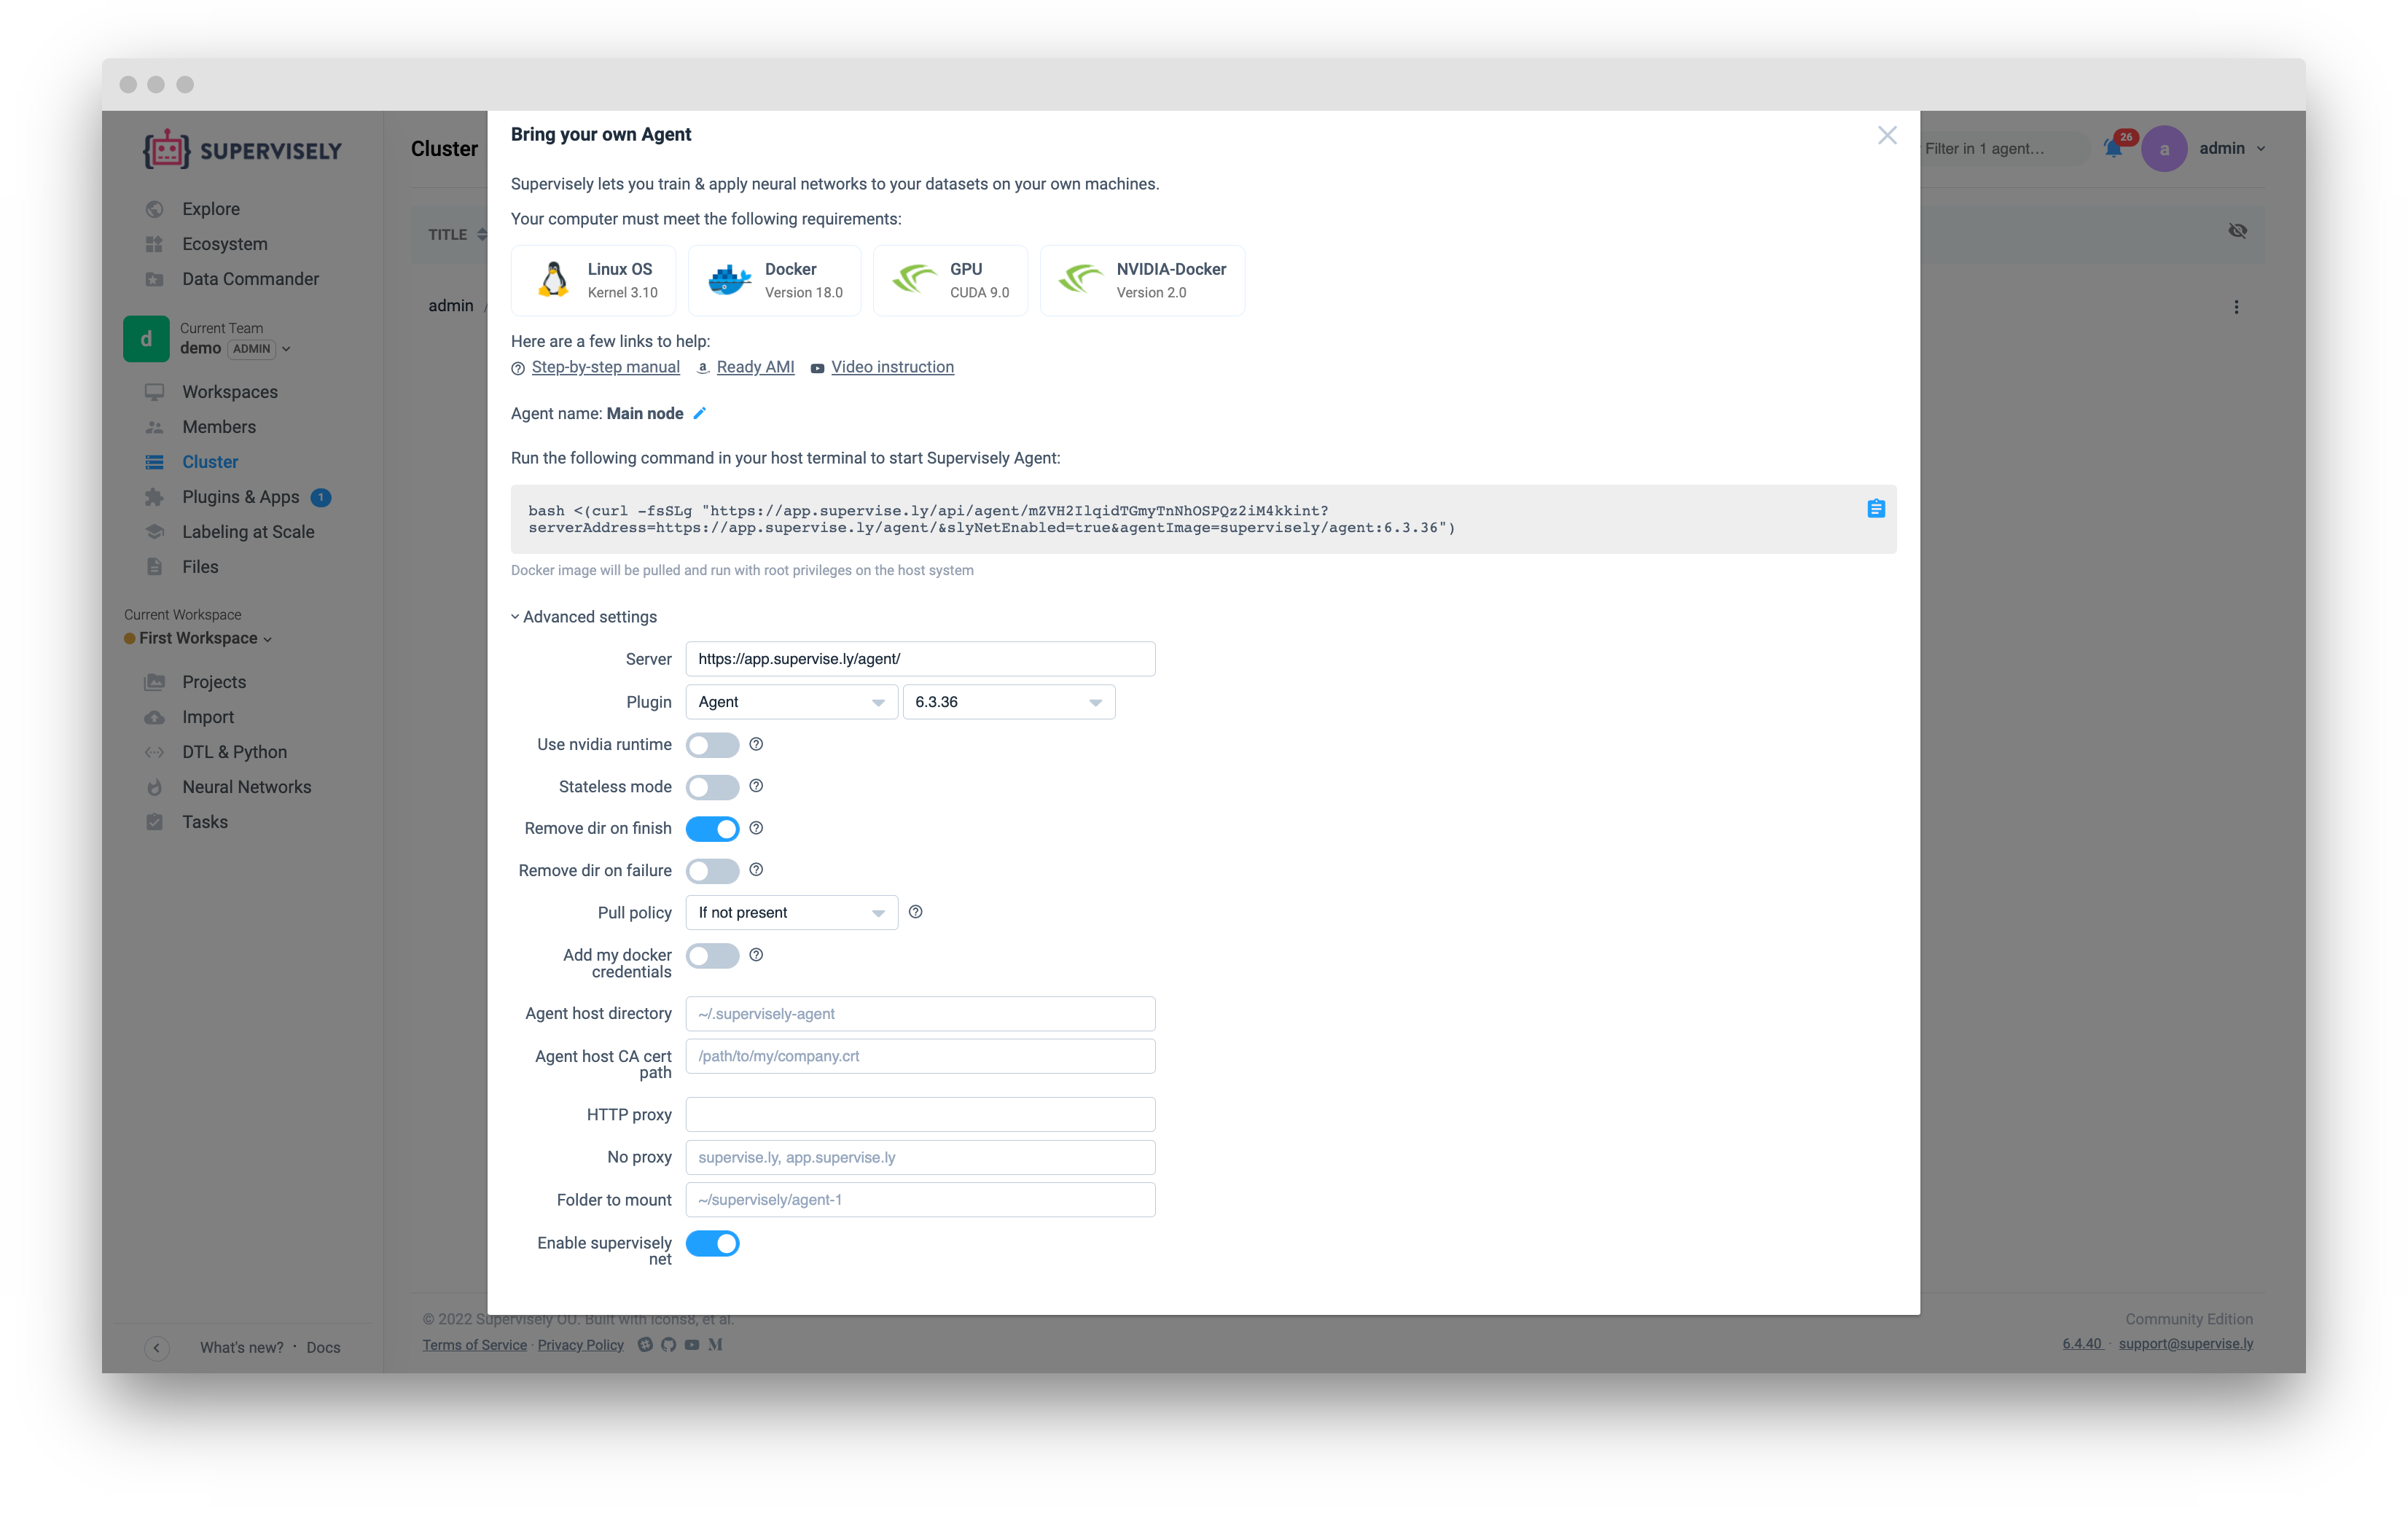 SUPERVISELY
Explore
Ecosystem
Data Commander
d
Current Team
demo ADMIN
Workspaces
Members
Cluster
Plugins & Apps 1
Labeling at Scale
Files
Current Workspace
First Workspace
Projects
Import
DTL & Python
Neural Networks
Tasks
What's new? · Docs
Cluster
TITLE
admin /
Filter in 1 agent...
26
a
admin
Bring your own Agent
Supervisely lets you train & apply neural networks to your datasets on your own machines.
Your computer must meet the following requirements:
Linux OS
Kernel 3.10
Docker
Version 18.0
GPU
CUDA 9.0
NVIDIA-Docker
Version 2.0
Here are a few links to help:
Step-by-step manual a Ready AMI Video instruction
Agent name: Main node
Run the following command in your host terminal to start Supervisely Agent:
bash <(curl -fsSLg "https://app.supervise.ly/api/agent/mZVH2IlqidTGmyTnNhOSPQz2iM4kkint?
serverAddress=https://app.supervise.ly/agent/&slyNetEnabled=true&agentImage=supervisely/agent:6.3.36")
Docker image will be pulled and run with root privileges on the host system
Advanced settings
Server https://app.supervise.ly/agent/
Plugin Agent 6.3.36
Use nvidia runtime
Stateless mode
Remove dir on finish
Remove dir on failure
Pull policy If not present
Add my docker
credentials
Agent host directory ~/.supervisely-agent
Agent host CA cert
path
/path/to/my/company.crt
HTTP proxy
No proxy supervise.ly, app.supervise.ly
Folder to mount ~/supervisely/agent-1
Enable supervisely
net
© 2022 Supervisely OU. Built with Icons8, et al.
Terms of Service · Privacy Policy
Community Edition
6.4.40 · support@supervise.ly